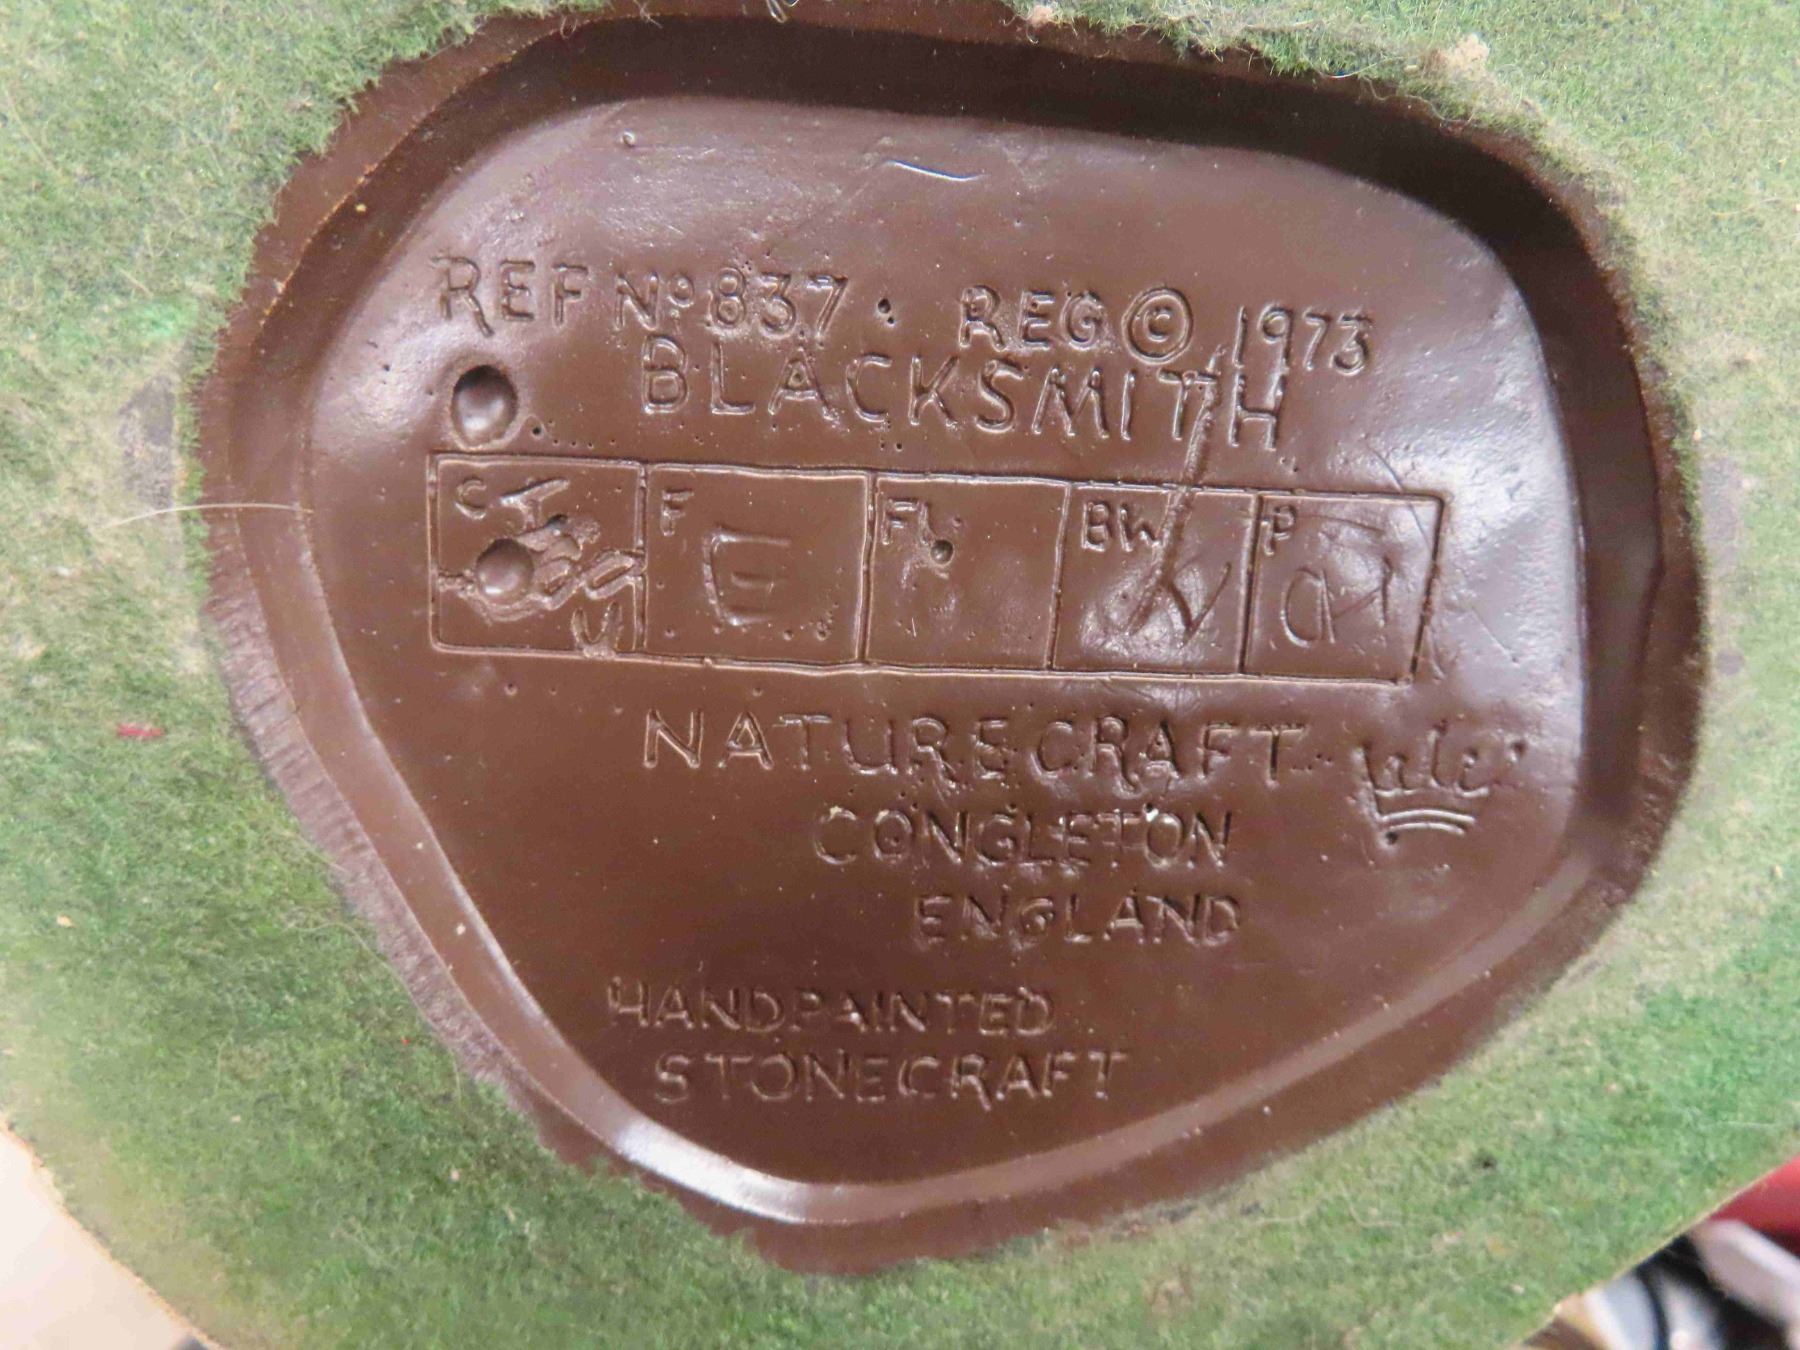 REF Nº 837 · REG © 1973
BLACKSMITH
C F FL BW P
NATURECRAFT
CONGLETON
ENGLAND
HANDPAINTED
STONECRAFT